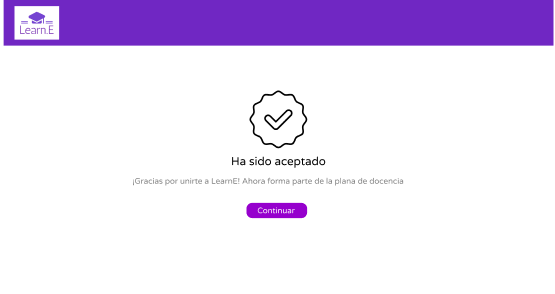 Learn.E
Ha sido aceptado
¡Gracias por unirte a LearnE! Ahora forma parte de la plana de docencia
Continuar